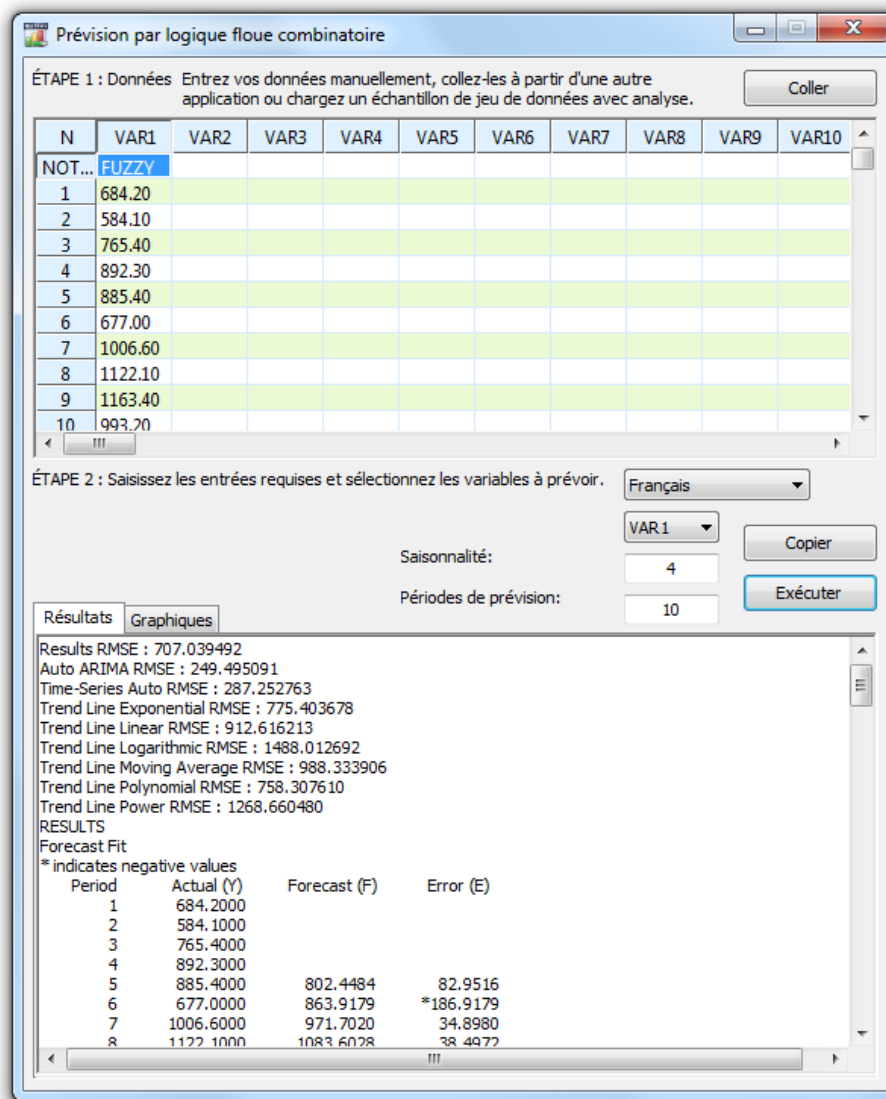 Prévision par logique floue combinatoire
ÉTAPE 1 : Données Entrez vos données manuellement, collez-les à partir d'une autre
application ou chargez un échantillon de jeu de données avec analyse.
Coller
N VAR1 VAR2 VAR3 VAR4 VAR5 VAR6 VAR7 VAR8 VAR9 VAR10
NOT... FUZZY
1 684.20
2 584.10
3 765.40
4 892.30
5 885.40
6 677.00
7 1006.60
8 1122.10
9 1163.40
10 993.20
ÉTAPE 2 : Saisissez les entrées requises et sélectionnez les variables à prévoir.
Français
VAR1
Copier
Saisonnalité:
4
Exécuter
Périodes de prévision:
10
Résultats Graphiques
Results RMSE : 707.039492
Auto ARIMA RMSE : 249.495091
Time-Series Auto RMSE : 287.252763
Trend Line Exponential RMSE : 775.403678
Trend Line Linear RMSE : 912.616213
Trend Line Logarithmic RMSE : 1488.012692
Trend Line Moving Average RMSE : 988.333906
Trend Line Polynomial RMSE : 758.307610
Trend Line Power RMSE : 1268.660480
RESULTS
Forecast Fit
* indicates negative values
Period Actual (Y) Forecast (F) Error (E)
1 684.2000
2 584.1000
3 765.4000
4 892.3000
5 885.4000 802.4484 82.9516
6 677.0000 863.9179 *186.9179
7 1006.6000 971.7020 34.8980
8 1122.1000 1083.6028 38.4972